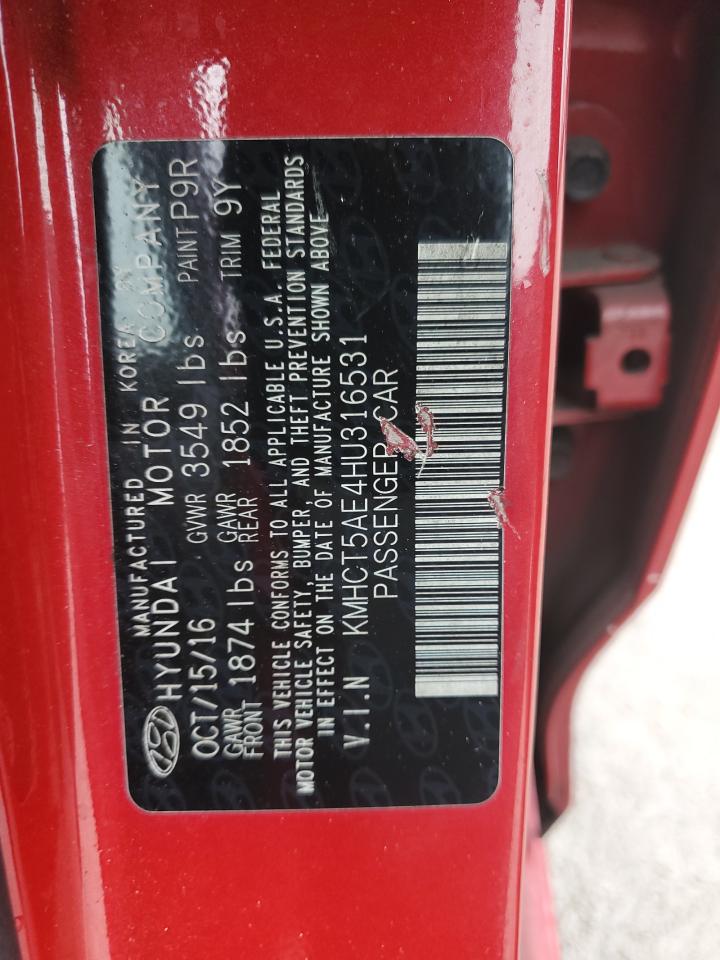 MANUFACTURED IN KOREA BY
HYUNDAI MOTOR COMPANY
OCT/15/16 GVWR 3549 lbs PAINT P9R
GAWR FRONT 1874 lbs GAWR REAR 1852 lbs TRIM 9Y
THIS VEHICLE CONFORMS TO ALL APPLICABLE U.S.A. FEDERAL
MOTOR VEHICLE SAFETY, BUMPER, AND THEFT PREVENTION STANDARDS
IN EFFECT ON THE DATE OF MANUFACTURE SHOWN ABOVE
V.I.N KMHCT5AE4HU316531
PASSENGER CAR